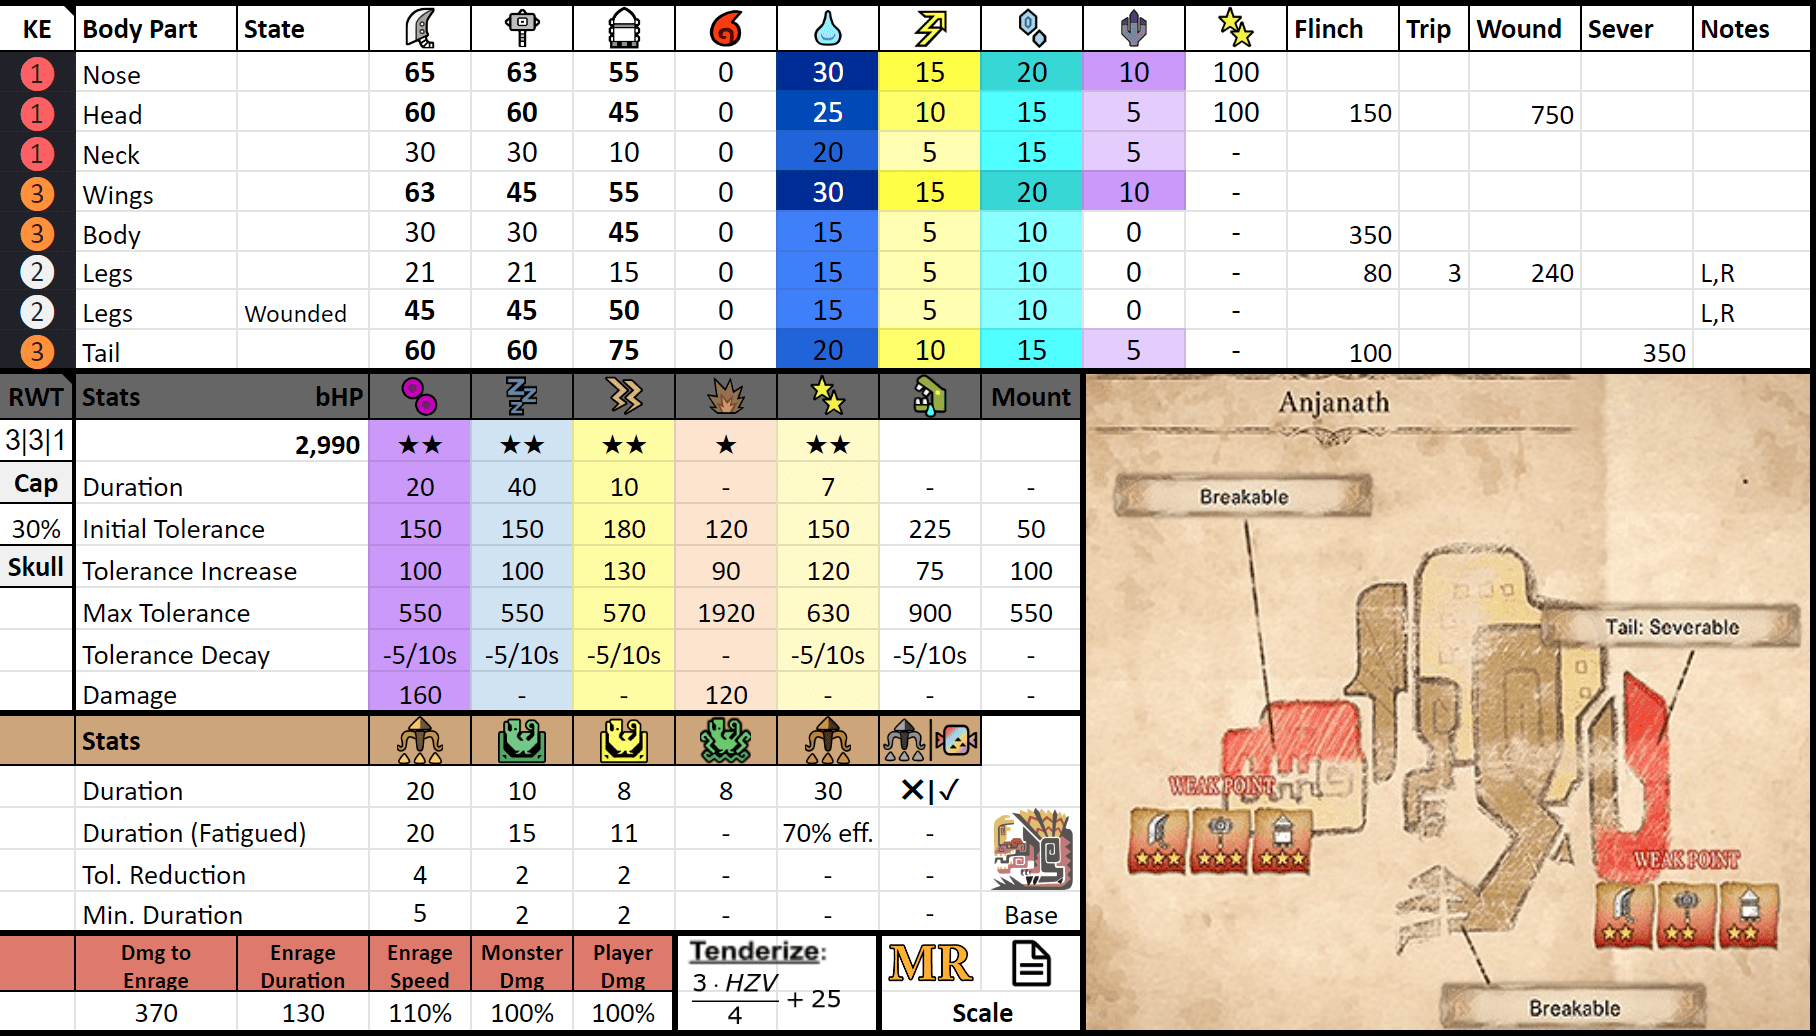 KE Body Part State Flinch Trip Wound Sever Notes
1 Nose 65 63 55 0 30 15 20 10 100
1 Head 60 60 45 0 25 10 15 5 100 150 750
1 Neck 30 30 10 0 20 5 15 5 -
3 Wings 63 45 55 0 30 15 20 10 -
3 Body 30 30 45 0 15 5 10 0 - 350
2 Legs 21 21 15 0 15 5 10 0 - 80 3 240 L,R
2 Legs Wounded 45 45 50 0 15 5 10 0 - L,R
3 Tail 60 60 75 0 20 10 15 5 - 100 350
RWT Stats bHP Mount
3|3|1 2,990 ★★ ★★ ★★ ★ ★★
Cap Duration 20 40 10 - 7 - -
30% Initial Tolerance 150 150 180 120 150 225 50
Skull Tolerance Increase 100 100 130 90 120 75 100
Max Tolerance 550 550 570 1920 630 900 550
Tolerance Decay -5/10s -5/10s -5/10s - -5/10s -5/10s -
Damage 160 - - 120 - - -
Stats
Duration 20 10 8 8 30 ✕|✓
Duration (Fatigued) 20 15 11 - 70% eff. -
Tol. Reduction 4 2 2 - - -
Min. Duration 5 2 2 - - - Base
Dmg to Enrage Enrage Duration Enrage Speed Monster Dmg Player Dmg
370 130 110% 100% 100%
Tenderize:
3 · HZV
4
+ 25
MR
Scale
Anjanath
Breakable
Tail: Severable
WEAK POINT
★★★ ★★★ ★★★
WEAK POINT
★★ ★★ ★★
Breakable